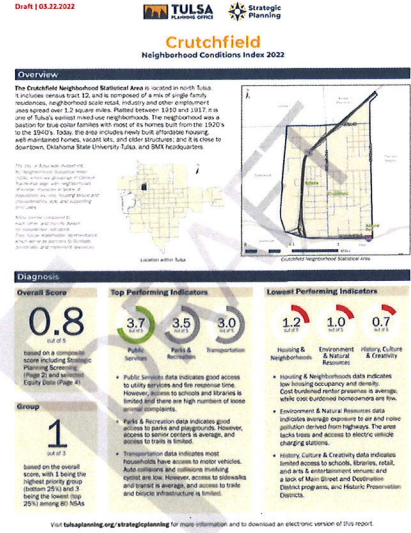 Draft | 03.22.2022
TULSA
PLANNING OFFICE
Strategic
Planning
Crutchfield
Neighborhood Conditions Index 2022
Overview
The Crutchfield Neighborhood Statistical Area is located in north Tulsa.
It includes census tract 12, and is composed of a mix of single family
residences, neighborhood scale retail, industry and other employment
uses spread over 1.2 square miles. Platted between 1910 and 1917, it is
one of Tulsa's earliest mixed-use neighborhoods. The neighborhood was a
bastion for blue collar families with most of its homes built from the 1920's
to the 1940's. Today, the area includes newly built affordable housing,
well maintained homes, vacant lots, and older structures; and it is close to
downtown, Oklahoma State University-Tulsa, and BMX headquarters.
Location within Tulsa
Crutchfield Neighborhood Statistical Area
Diagnosis
Overall Score
0.8
out of 5
based on a composite
score including Strategic
Planning Screening
(Page 2) and selected
Equity Data (Page 4)
Group
1
out of 3
based on the overall
score, with 1 being the
highest priority group
(bottom 25%) and 3
being the lowest (top
25%) among 80 NSAs
Top Performing Indicators
3.7
out of 5
Public
Services
3.5
out of 5
Parks &
Recreation
3.0
out of 5
Transportation
• Public Services data indicates good access
to utility services and fire response time.
However, access to schools and libraries is
limited and there are high numbers of loose
animal complaints.
• Parks & Recreation data indicates good
access to parks and playgrounds. However,
access to senior centers is average, and
access to trails is limited.
• Transportation data indicates most
households have access to motor vehicles.
Auto collisions and collisions involving
cyclist are low. However, access to sidewalks
and transit is average, and access to trails
and bicycle infrastructure is limited.
Lowest Performing Indicators
1.2
out of 5
Housing &
Neighborhoods
1.0
out of 5
Environment
& Natural
Resources
0.7
out of 5
History, Culture
& Creativity
• Housing & Neighborhoods data indicates
low housing occupancy and density.
Cost burdened renter presence is average,
while cost burdened homeowners are few.
• Environment & Natural Resources data
indicates average exposure to air and noise
pollution derived from highways. The area
lacks trees and access to electric vehicle
charging stations.
• History, Culture & Creativity data indicates
limited access to schools, libraries, retail,
and arts & entertainment venues; and
a lack of Main Street and Destination
District programs, and Historic Preservation
Districts.
Visit tulsaplanning.org/strategicplanning for more information and to download an electronic version of this report.